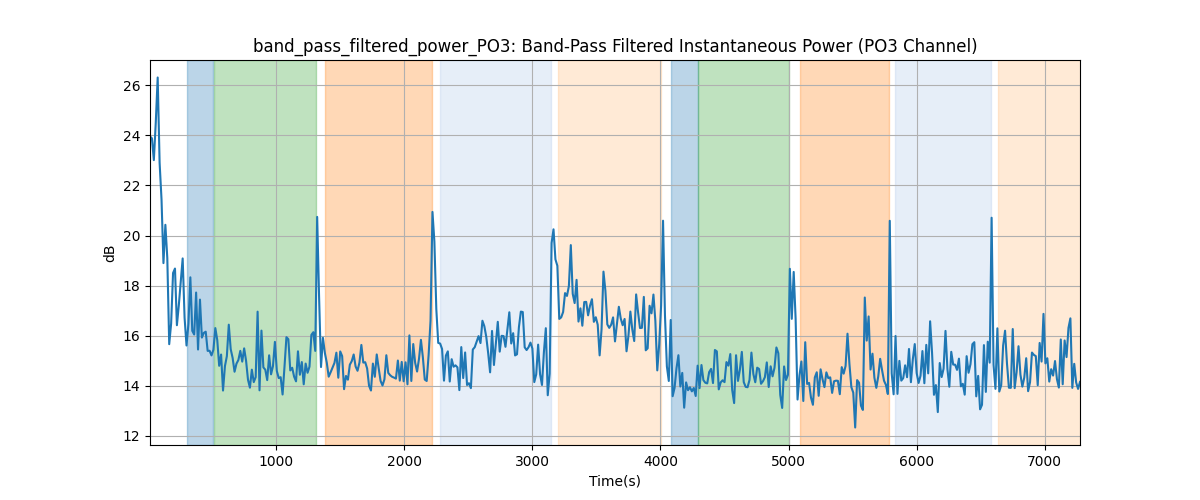 band_pass_filtered_power_PO3: Band-Pass Filtered Instantaneous Power (PO3 Channel)
dB
26
24
22
20
18
16
14
12
1000 2000 3000 4000 5000 6000 7000
Time(s)